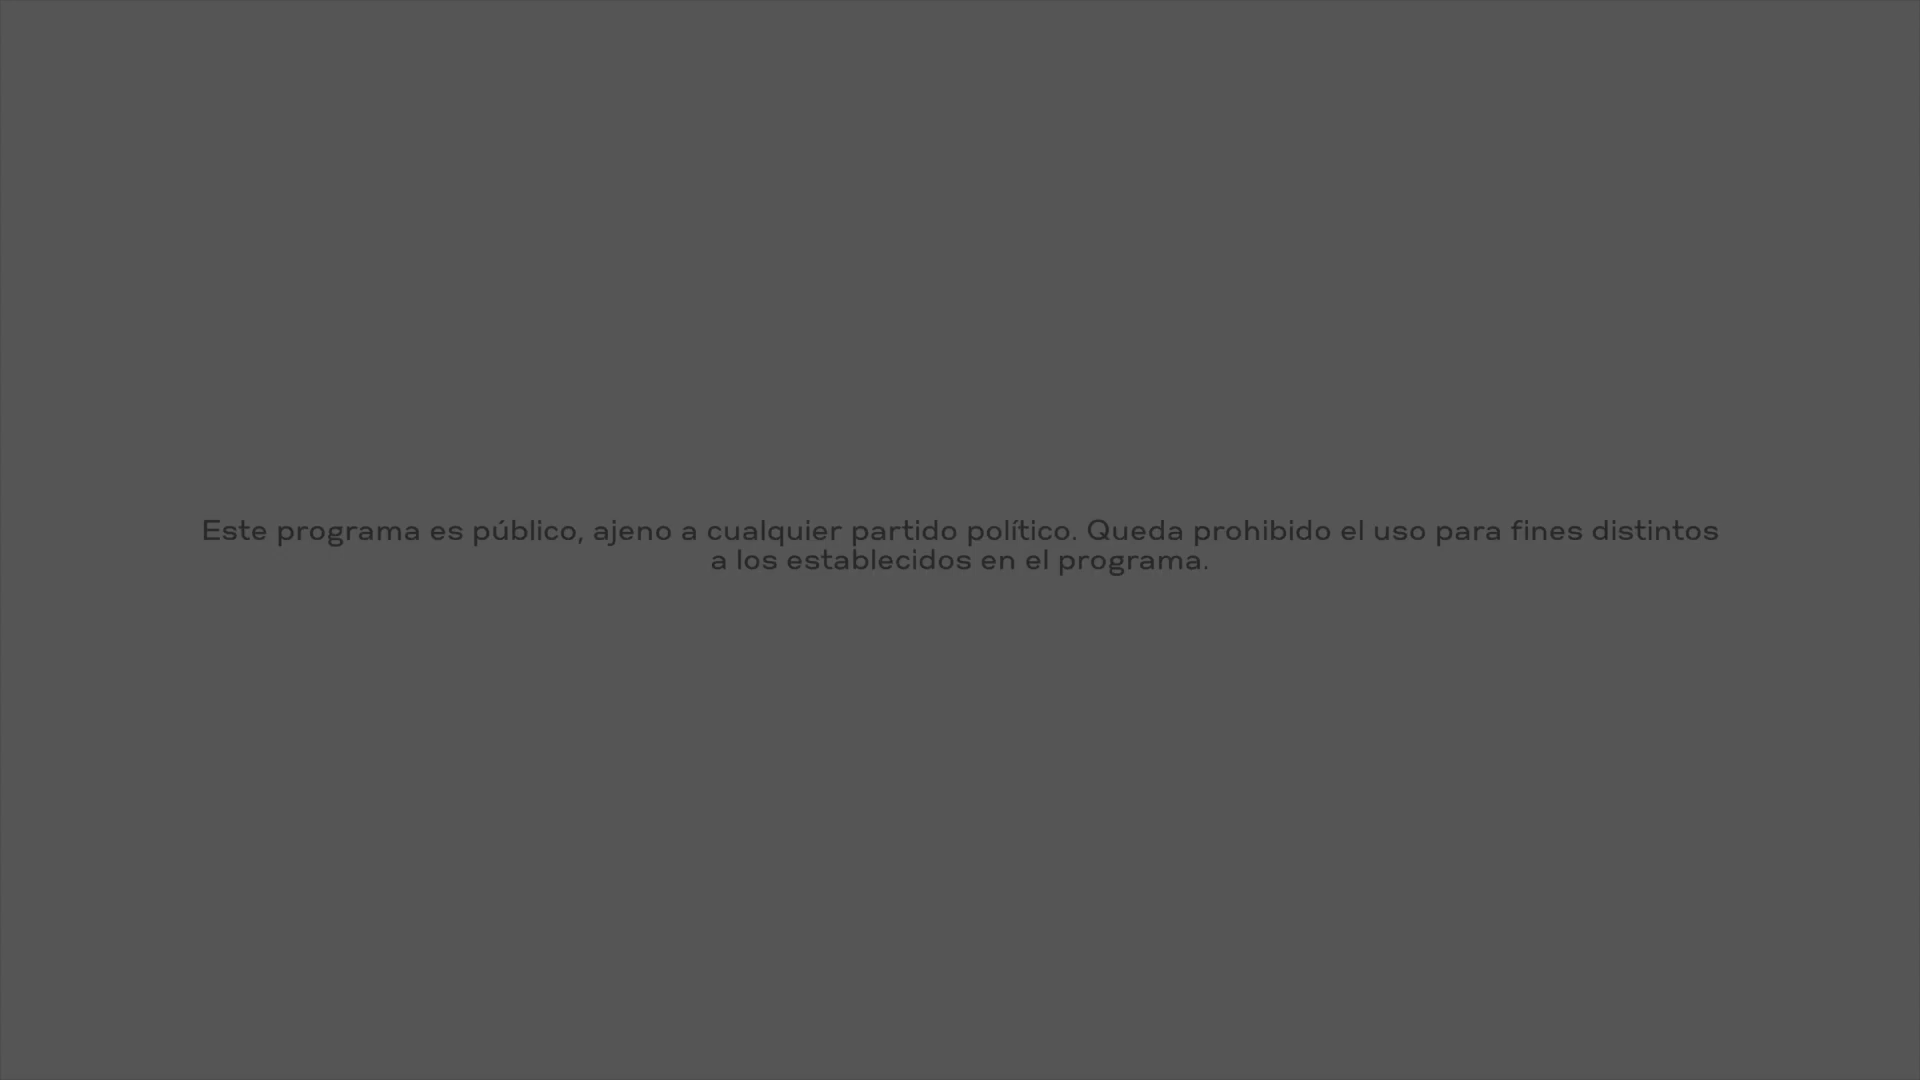 Este programa es público, ajeno a cualquier partido político. Queda prohibido el uso para fines distintos
a los establecidos en el programa.